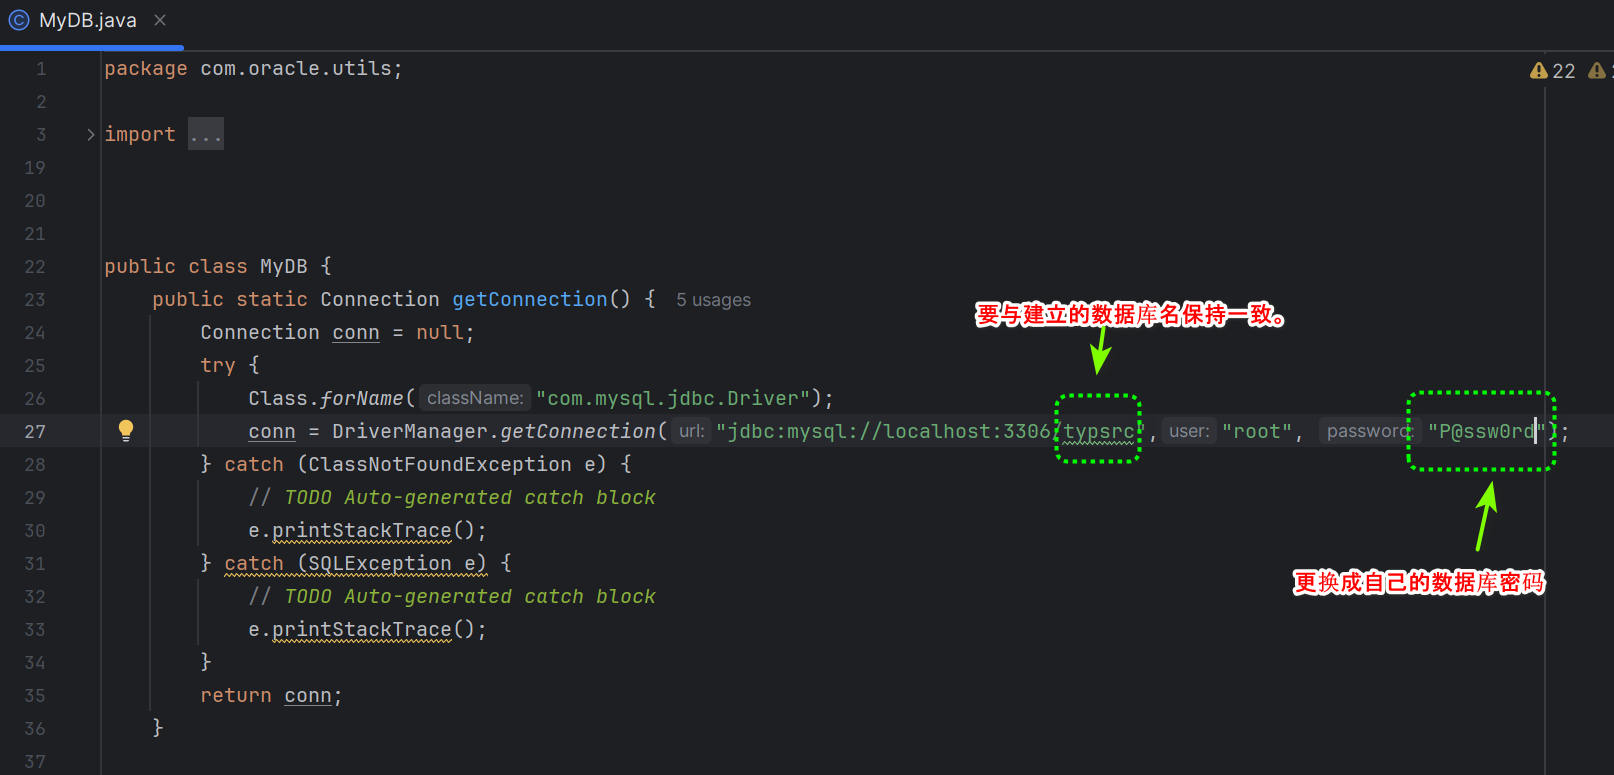 MyDB.java
22
1 package com.oracle.utils;
2
3 import ...
19
20
21
22 public class MyDB {
23 public static Connection getConnection() { 5 usages
要与建立的数据库名保持一致。
24 Connection conn = null;
25 try {
26 Class.forName( className: "com.mysql.jdbc.Driver");
27 conn = DriverManager.getConnection( url: "jdbc:mysql://localhost:3306/typsrc", user: "root", password: "P@ssw0rd");
28 } catch (ClassNotFoundException e) {
29 // TODO Auto-generated catch block
30 e.printStackTrace();
31 } catch (SQLException e) {
更换成自己的数据库密码
32 // TODO Auto-generated catch block
33 e.printStackTrace();
34 }
35 return conn;
36 }
37